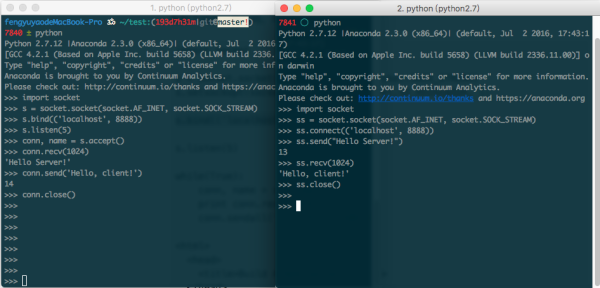 1. python (python2.7)
fengyuyaodeMacBook-Pro ~/test:(193d7h31m|git@master!)
7840 ± python
Python 2.7.12 |Anaconda 2.3.0 (x86_64)| (default, Jul 2 2016,
[GCC 4.2.1 (Based on Apple Inc. build 5658) (LLVM build 2336.
Type "help", "copyright", "credits" or "license" for more inf
Anaconda is brought to you by Continuum Analytics.
Please check out: http://continuum.io/thanks and https://anac
>>> import socket
>>> s = socket.socket(socket.AF_INET, socket.SOCK_STREAM)
>>> s.bind(('localhost', 8888))
>>> s.listen(5)
>>> conn, name = s.accept()
>>> conn.recv(1024)
'Hello Server!'
>>> conn.send('Hello, client!')
14
>>> conn.close()
>>>
>>>
>>>
>>>
>>>
>>>
>>>
2. python (python2.7)
7841 ○ python
Python 2.7.12 |Anaconda 2.3.0 (x86_64)| (default, Jul 2 2016, 17:43:1
7)
[GCC 4.2.1 (Based on Apple Inc. build 5658) (LLVM build 2336.11.00)] o
n darwin
Type "help", "copyright", "credits" or "license" for more information.
Anaconda is brought to you by Continuum Analytics.
Please check out: http://continuum.io/thanks and https://anaconda.org
>>> import socket
>>> ss = socket.socket(socket.AF_INET, socket.SOCK_STREAM)
>>> ss.connect(('localhost', 8888))
>>> ss.send("Hello Server!")
13
>>> ss.recv(1024)
'Hello, client!'
>>> ss.close()
>>>
>>>